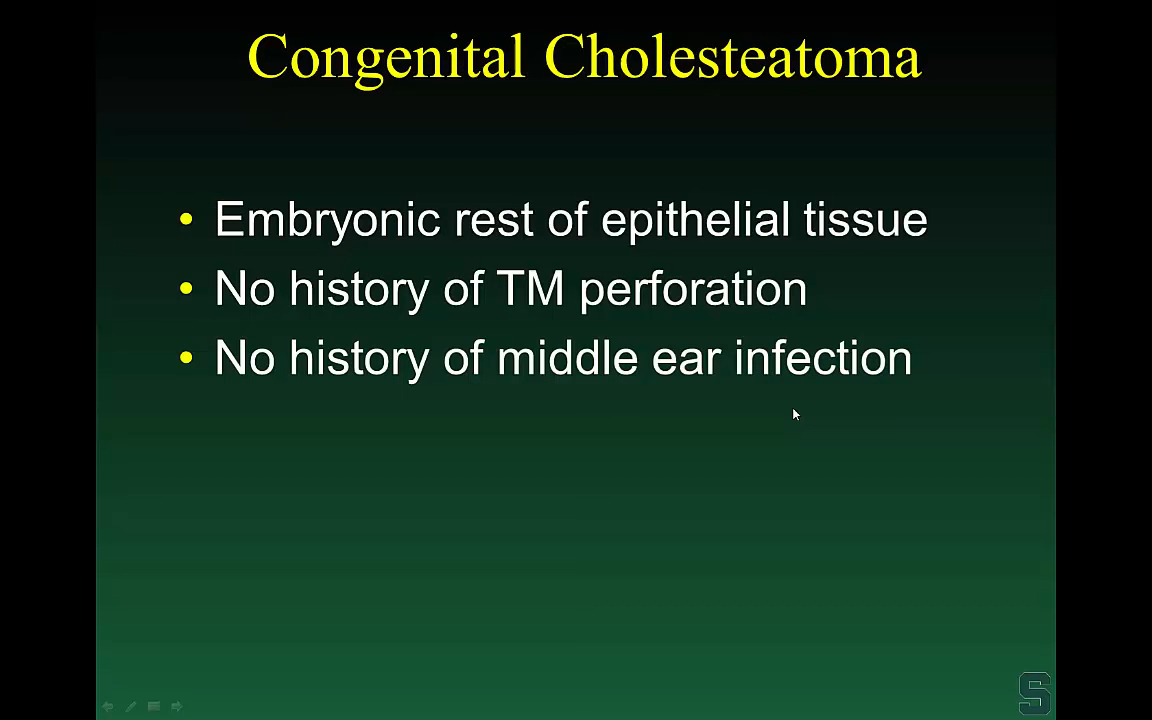 Congenital Cholesteatoma
• Embryonic rest of epithelial tissue
• No history of TM perforation
• No history of middle ear infection
S